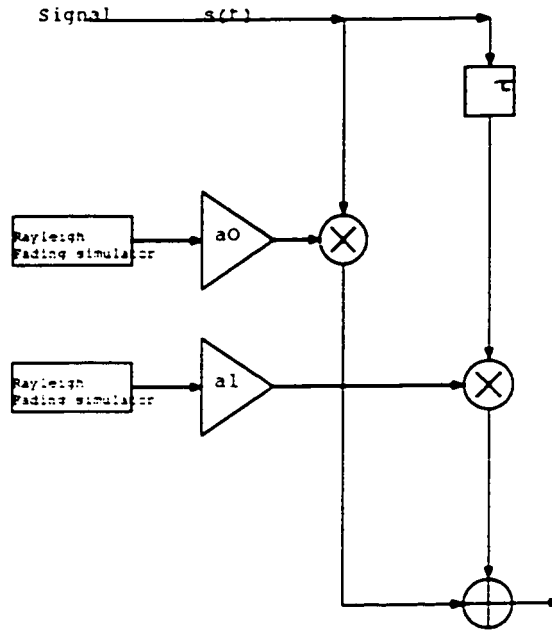 Signal s(t)
τ
Rayleigh
Fading simulator
a0
Rayleigh
Fading simulator
a1